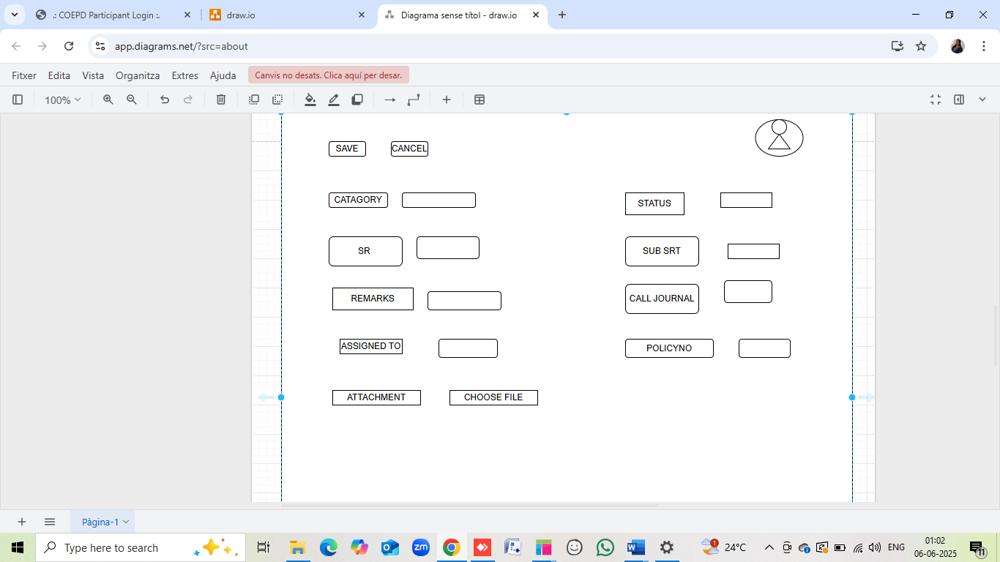 .: COEPD Participant Login :.
draw.io
Diagrama sense títol - draw.io
app.diagrams.net/?src=about
Fitxer Edita Vista Organitza Extres Ajuda Canvis no desats. Clica aquí per desar.
100%
SAVE CANCEL
CATAGORY STATUS
SR SUB SRT
REMARKS CALL JOURNAL
ASSIGNED TO POLICYNO
ATTACHMENT CHOOSE FILE
Pàgina-1
Type here to search
zm
1
24°C
ENG
01:02
06-06-2025
11